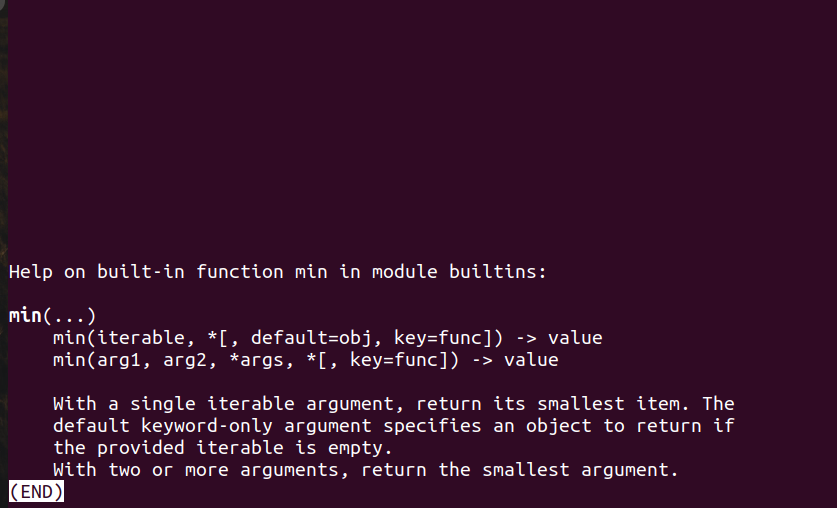 Help on built-in function min in module builtins:
min(...)
min(iterable, *[, default=obj, key=func]) -> value
min(arg1, arg2, *args, *[, key=func]) -> value
With a single iterable argument, return its smallest item. The
default keyword-only argument specifies an object to return if
the provided iterable is empty.
With two or more arguments, return the smallest argument.
(END)